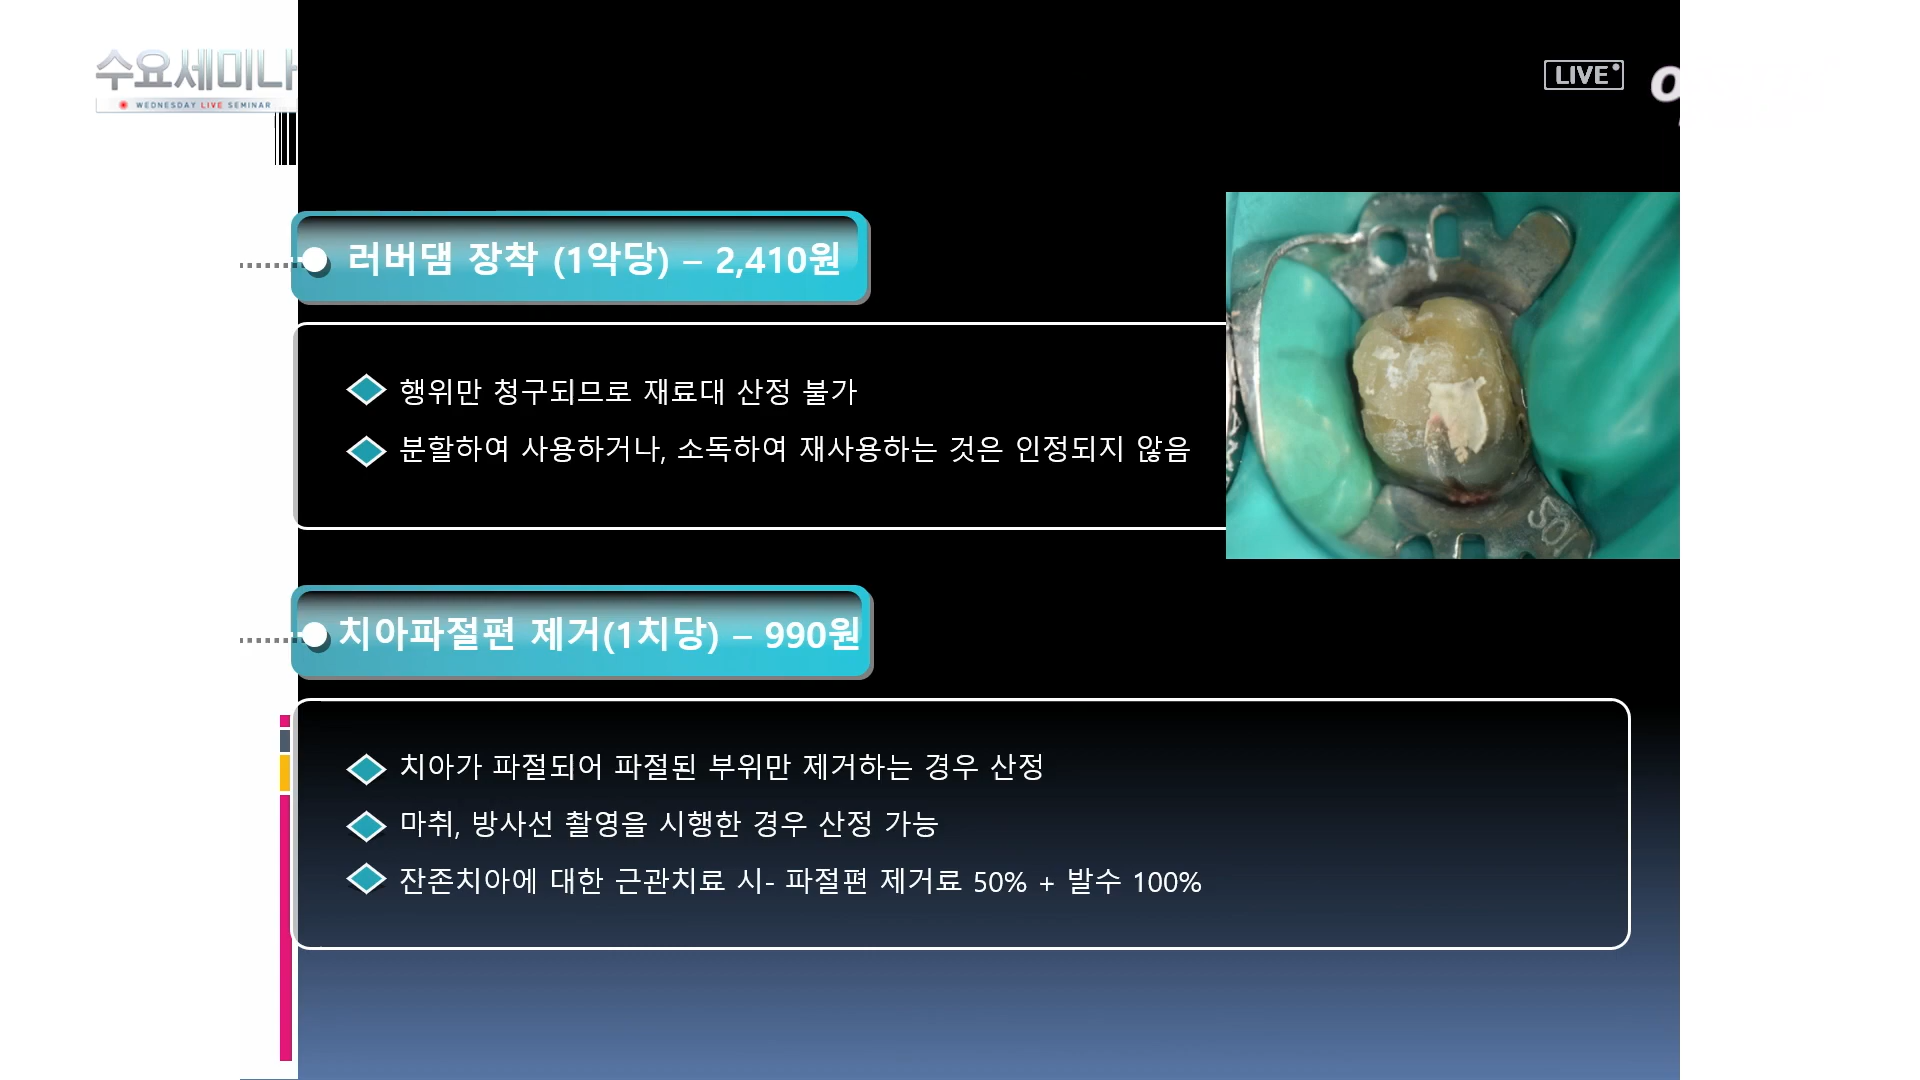 수요세미나
WEDNESDAY LIVE SEMINAR
LIVE
러버댐 장착 (1악당) – 2,410원
행위만 청구되므로 재료대 산정 불가
분할하여 사용하거나, 소독하여 재사용하는 것은 인정되지 않음
치아파절편 제거(1치당) – 990원
치아가 파절되어 파절된 부위만 제거하는 경우 산정
마취, 방사선 촬영을 시행한 경우 산정 가능
잔존치아에 대한 근관치료 시- 파절편 제거료 50% + 발수 100%